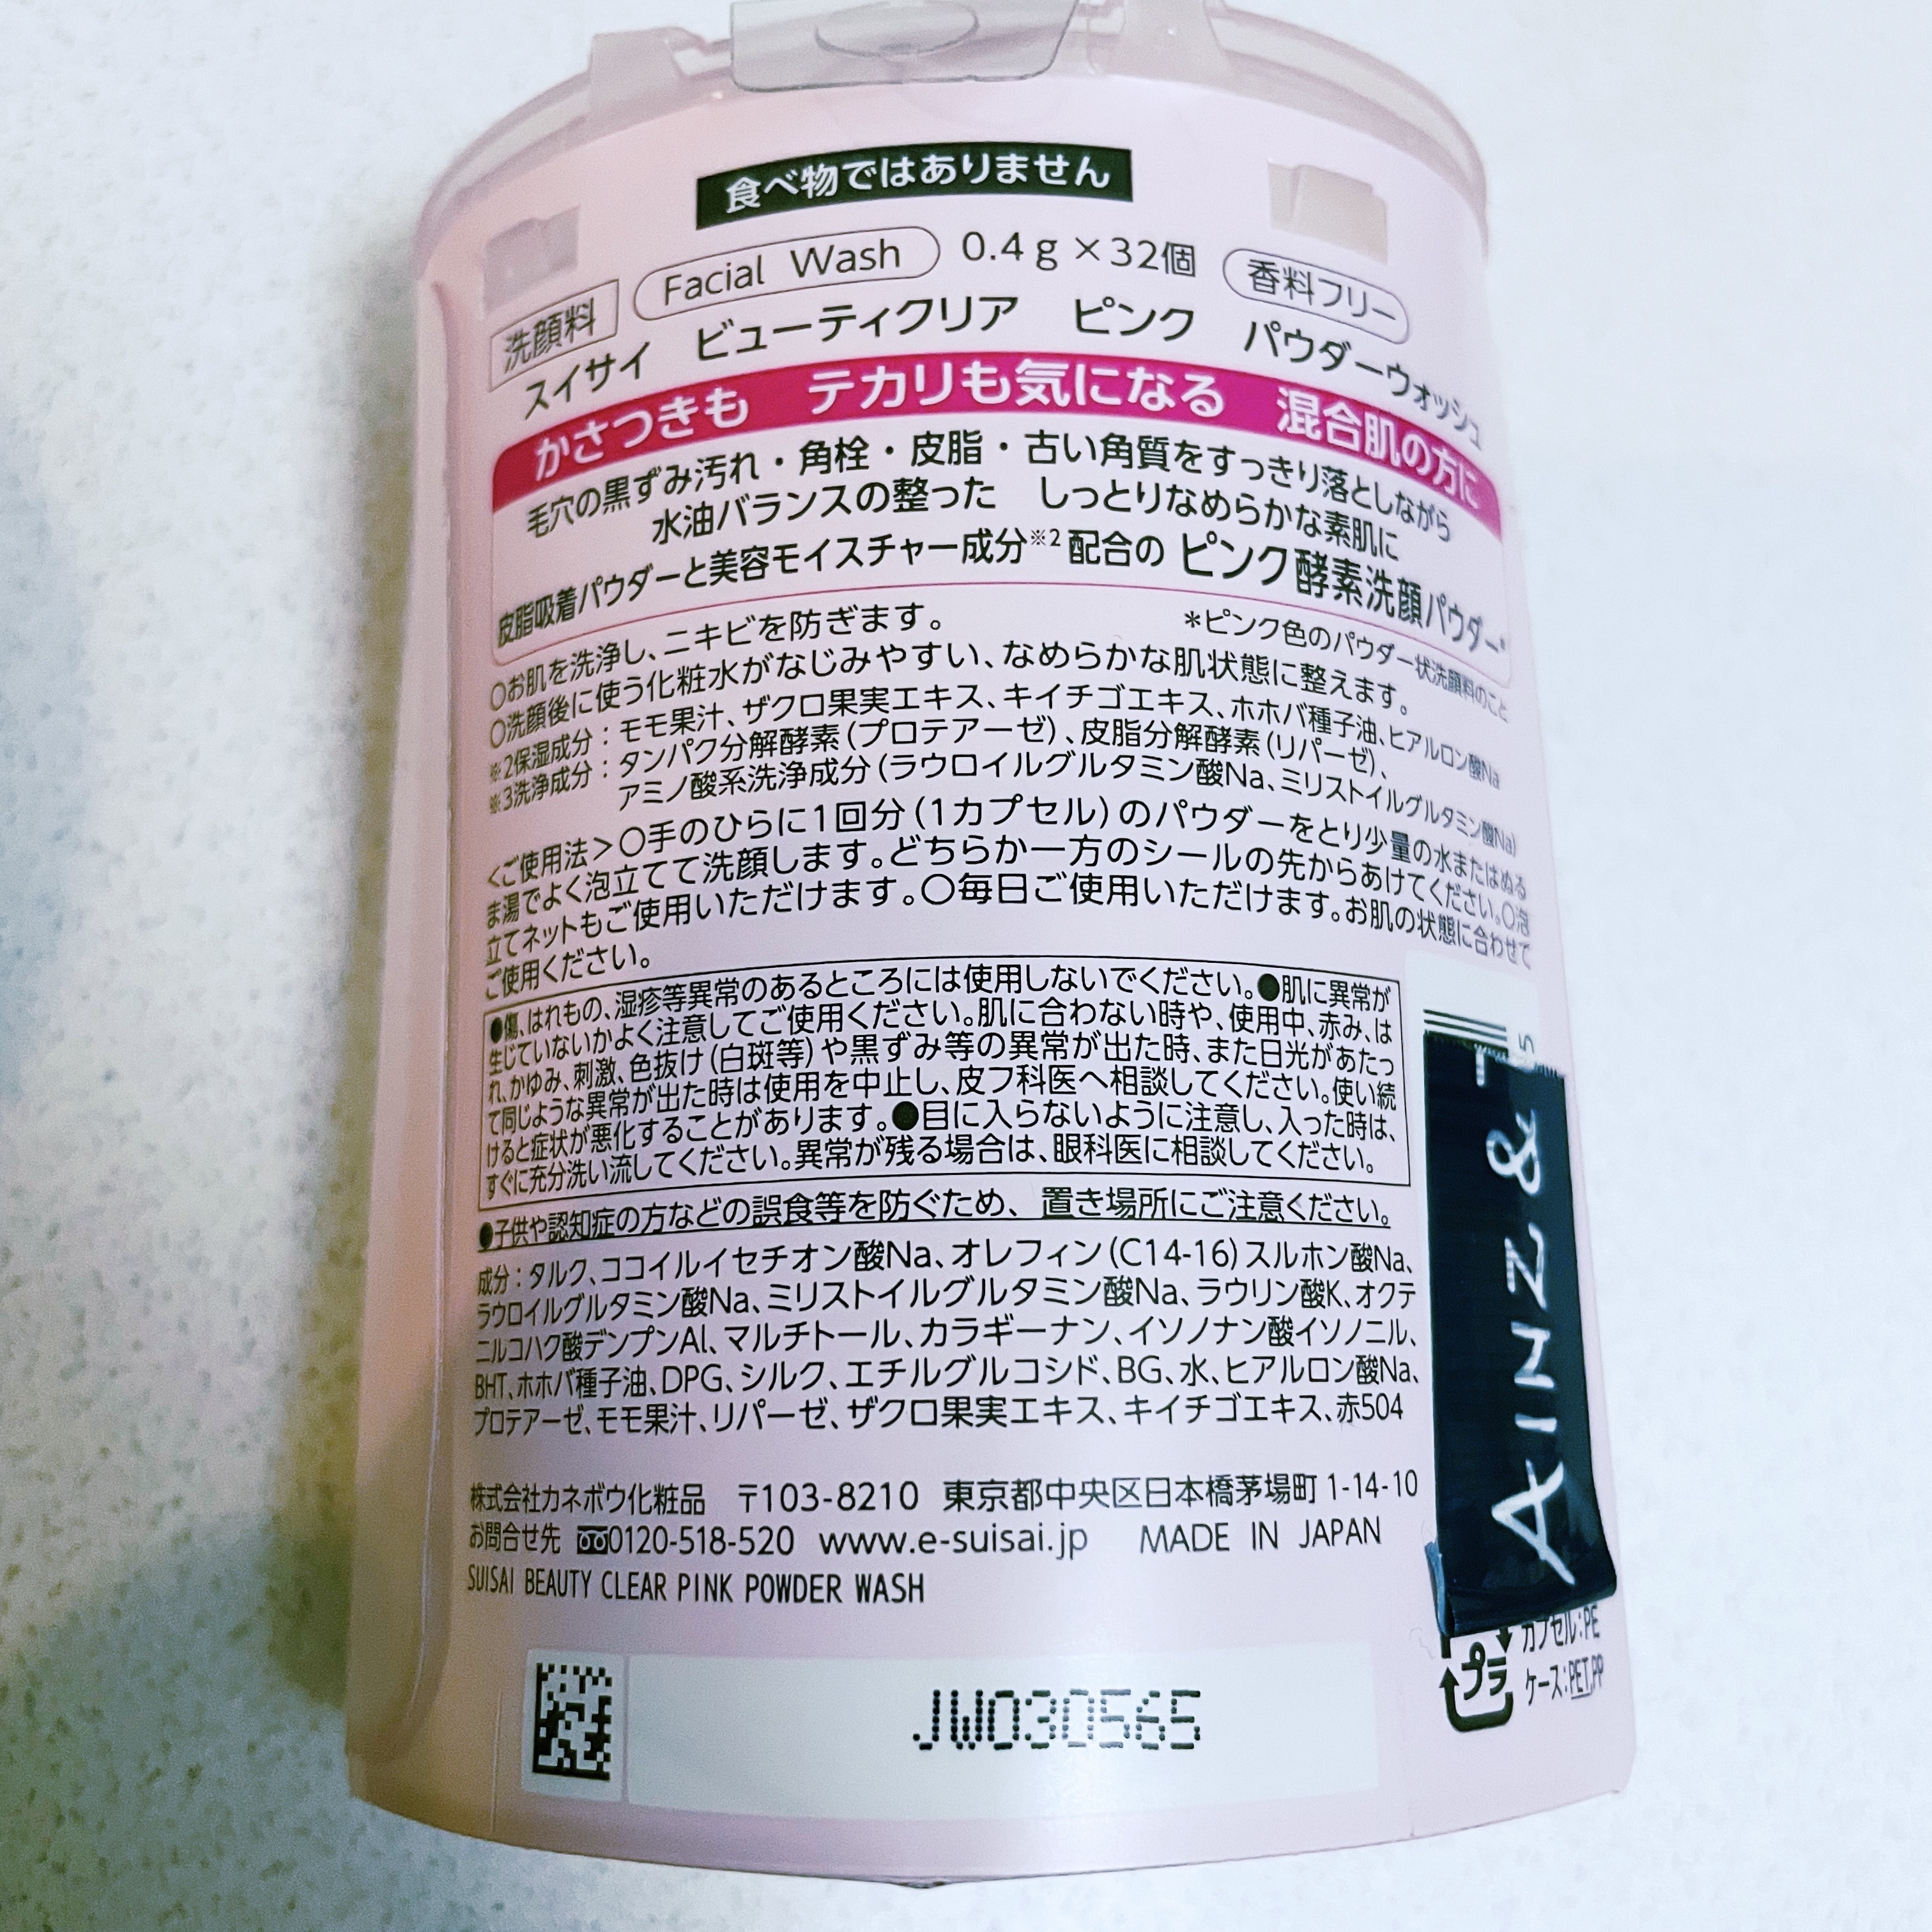 食べ物ではありません
洗顔料 Facial Wash 0.4g×32個 香料フリー
スイサイ ビューティクリア ピンク パウダーウォッシュ
かさつきも テカリも気になる 混合肌の方に
毛穴の黒ずみ汚れ・角栓・皮脂・古い角質をすっきり落としながら
水油バランスの整った しっとりなめらかな素肌に
皮脂吸着パウダーと美容モイスチャー成分※2配合の ピンク酵素洗顔パウダー*
*ピンク色のパウダー状洗顔料のこと
○お肌を洗浄し、ニキビを防ぎます。
○洗顔後に使う化粧水がなじみやすい、なめらかな肌状態に整えます。
※2保湿成分:モモ果汁、ザクロ果実エキス、キイチゴエキス、ホホバ種子油、ヒアルロン酸Na
※3洗浄成分:タンパク分解酵素(プロテアーゼ)、皮脂分解酵素(リパーゼ)、
アミノ酸系洗浄成分(ラウロイルグルタミン酸Na、ミリストイルグルタミン酸Na)
<ご使用法>○手のひらに1回分(1カプセル)のパウダーをとり少量の水またはぬる
ま湯でよく泡立てて洗顔します。どちらか一方のシールの先からあけてください。○泡
立てネットもご使用いただけます。○毎日ご使用いただけます。お肌の状態に合わせて
ご使用ください。
●傷、はれもの、湿疹等異常のあるところには使用しないでください。●肌に異常が
生じていないかよく注意してご使用ください。肌に合わない時や、使用中、赤み、は
れ、かゆみ、刺激、色抜け(白斑等)や黒ずみ等の異常が出た時、また日光があたっ
て同じような異常が出た時は使用を中止し、皮フ科医へ相談してください。使い続
けると症状が悪化することがあります。●目に入らないように注意し、入った時は、
すぐに充分洗い流してください。異常が残る場合は、眼科医に相談してください。
●子供や認知症の方などの誤食等を防ぐため、置き場所にご注意ください。
成分:タルク、ココイルイセチオン酸Na、オレフィン(C14-16)スルホン酸Na、
ラウロイルグルタミン酸Na、ミリストイルグルタミン酸Na、ラウリン酸K、オクテ
ニルコハク酸デンプンAl、マルチトール、カラギーナン、イソノナン酸イソノニル、
BHT、ホホバ種子油、DPG、シルク、エチルグルコシド、BG、水、ヒアルロン酸Na、
プロテアーゼ、モモ果汁、リパーゼ、ザクロ果実エキス、キイチゴエキス、赤504
株式会社カネボウ化粧品 〒103-8210 東京都中央区日本橋茅場町1-14-10
お問合せ先 0120-518-520 www.e-suisai.jp MADE IN JAPAN
SUISAI BEAUTY CLEAR PINK POWDER WASH
JW030565
AINZ &
プラ
カプセル:PE
ケース:PET,PP